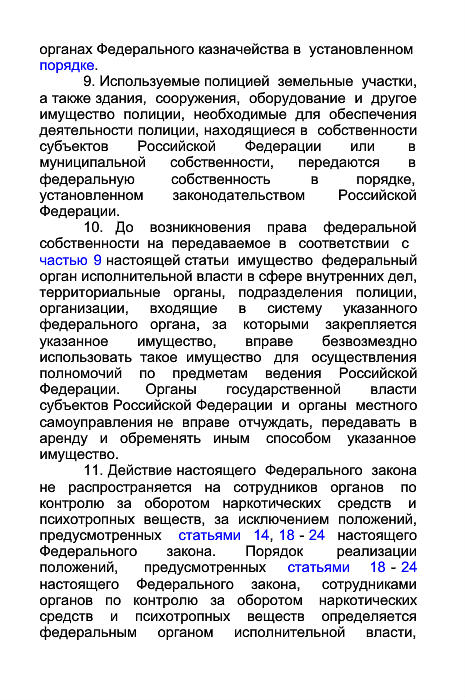 органах Федерального казначейства в установленном
порядке.
9. Используемые полицией земельные участки,
а также здания, сооружения, оборудование и другое
имущество полиции, необходимые для обеспечения
деятельности полиции, находящиеся в собственности
субъектов Российской Федерации или в
муниципальной собственности, передаются в
федеральную собственность в порядке,
установленном законодательством Российской
Федерации.
10. До возникновения права федеральной
собственности на передаваемое в соответствии с
частью 9 настоящей статьи имущество федеральный
орган исполнительной власти в сфере внутренних дел,
территориальные органы, подразделения полиции,
организации, входящие в систему указанного
федерального органа, за которыми закрепляется
указанное имущество, вправе безвозмездно
использовать такое имущество для осуществления
полномочий по предметам ведения Российской
Федерации. Органы государственной власти
субъектов Российской Федерации и органы местного
самоуправления не вправе отчуждать, передавать в
аренду и обременять иным способом указанное
имущество.
11. Действие настоящего Федерального закона
не распространяется на сотрудников органов по
контролю за оборотом наркотических средств и
психотропных веществ, за исключением положений,
предусмотренных статьями 14, 18 - 24 настоящего
Федерального закона. Порядок реализации
положений, предусмотренных статьями 18 - 24
настоящего Федерального закона, сотрудниками
органов по контролю за оборотом наркотических
средств и психотропных веществ определяется
федеральным органом исполнительной власти,